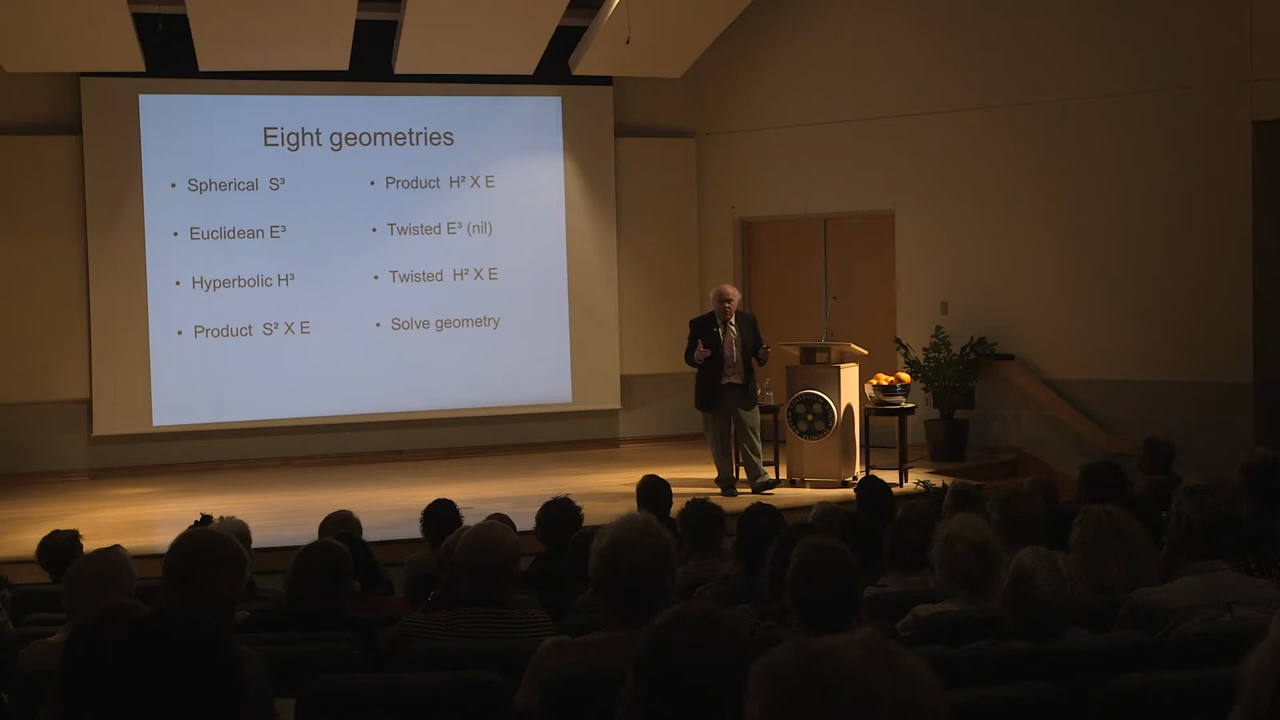 Eight geometries
• Spherical S³
• Euclidean E³
• Hyperbolic H³
• Product S² X E
• Product H² X E
• Twisted E³ (nil)
• Twisted H² X E
• Solve geometry